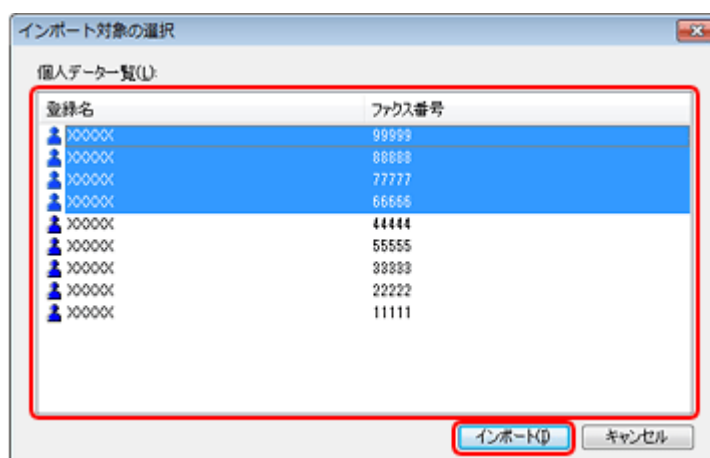 インポート対象の選択
個人データ一覧(L):
登録名 ファクス番号
XXXXX 99999
XXXXX 88888
XXXXX 77777
XXXXX 66666
XXXXX 44444
XXXXX 55555
XXXXX 33333
XXXXX 22222
XXXXX 11111
インポート(I) キャンセル